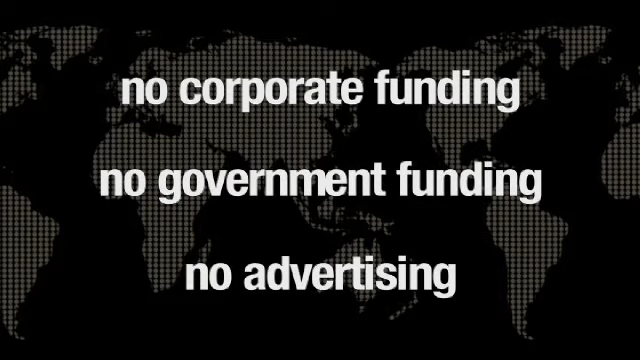 no corporate funding
no government funding
no advertising